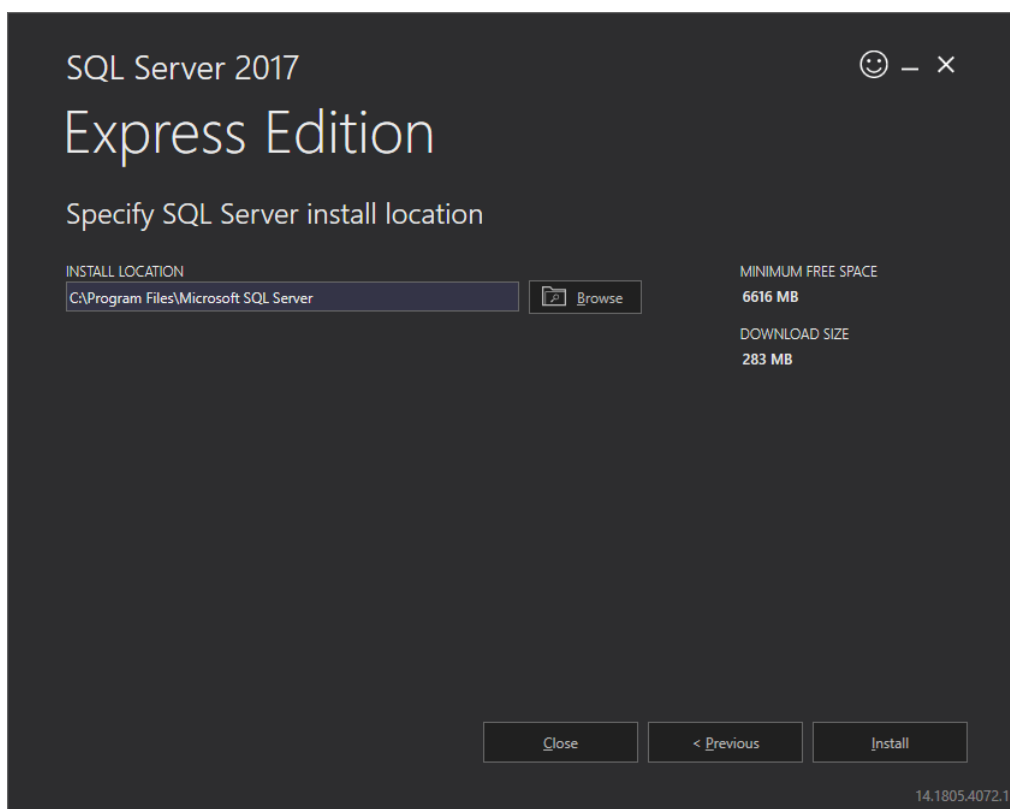 SQL Server 2017
Express Edition
Specify SQL Server install location
INSTALL LOCATION
C:\Program Files\Microsoft SQL Server
Browse
MINIMUM FREE SPACE
6616 MB
DOWNLOAD SIZE
283 MB
Close
< Previous
Install
14.1805.4072.1